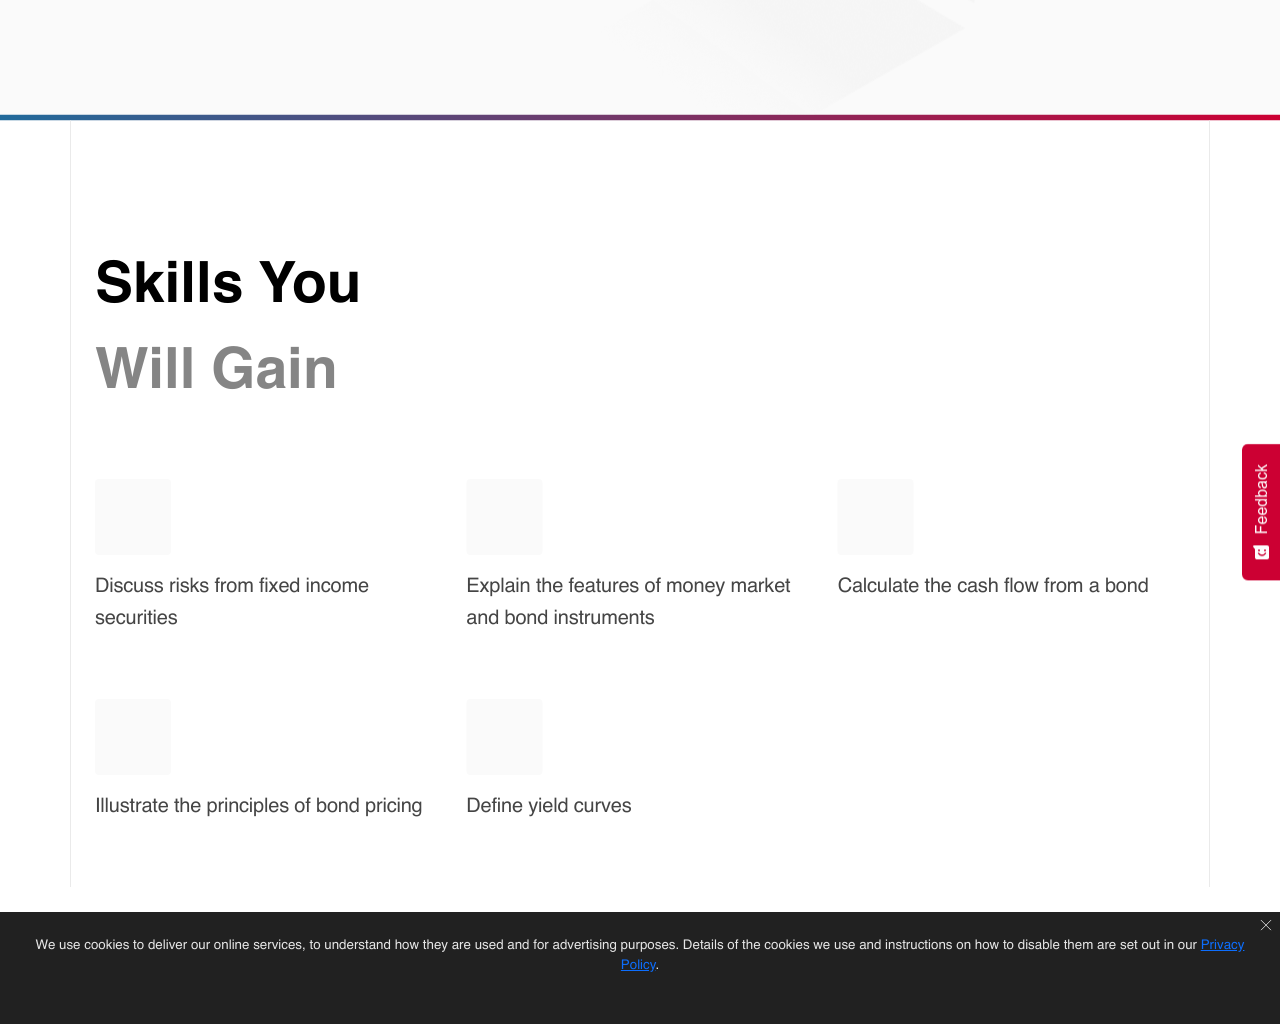 Skills You
Will Gain
Feedback
Discuss risks from fixed income
securities
Explain the features of money market
and bond instruments
Calculate the cash flow from a bond
Illustrate the principles of bond pricing
Define yield curves
We use cookies to deliver our online services, to understand how they are used and for advertising purposes. Details of the cookies we use and instructions on how to disable them are set out in our Privacy
Policy.